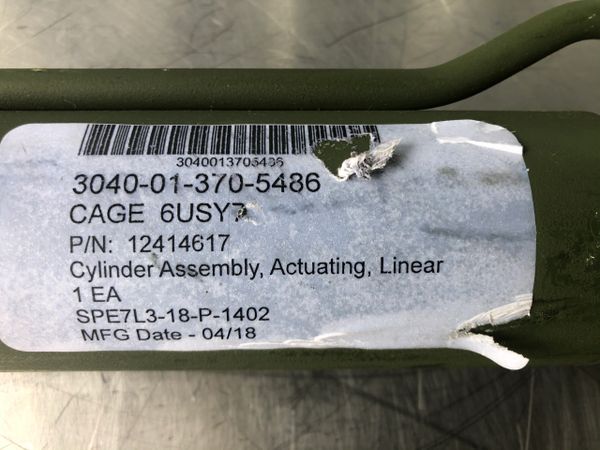 3040013705486
3040-01-370-5486
CAGE 6USY7
P/N: 12414617
Cylinder Assembly, Actuating, Linear
1 EA
SPE7L3-18-P-1402
MFG Date - 04/18